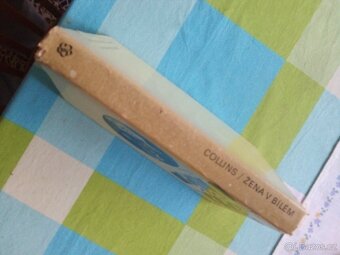 COLLINS / ŽENA V BÍLÉM